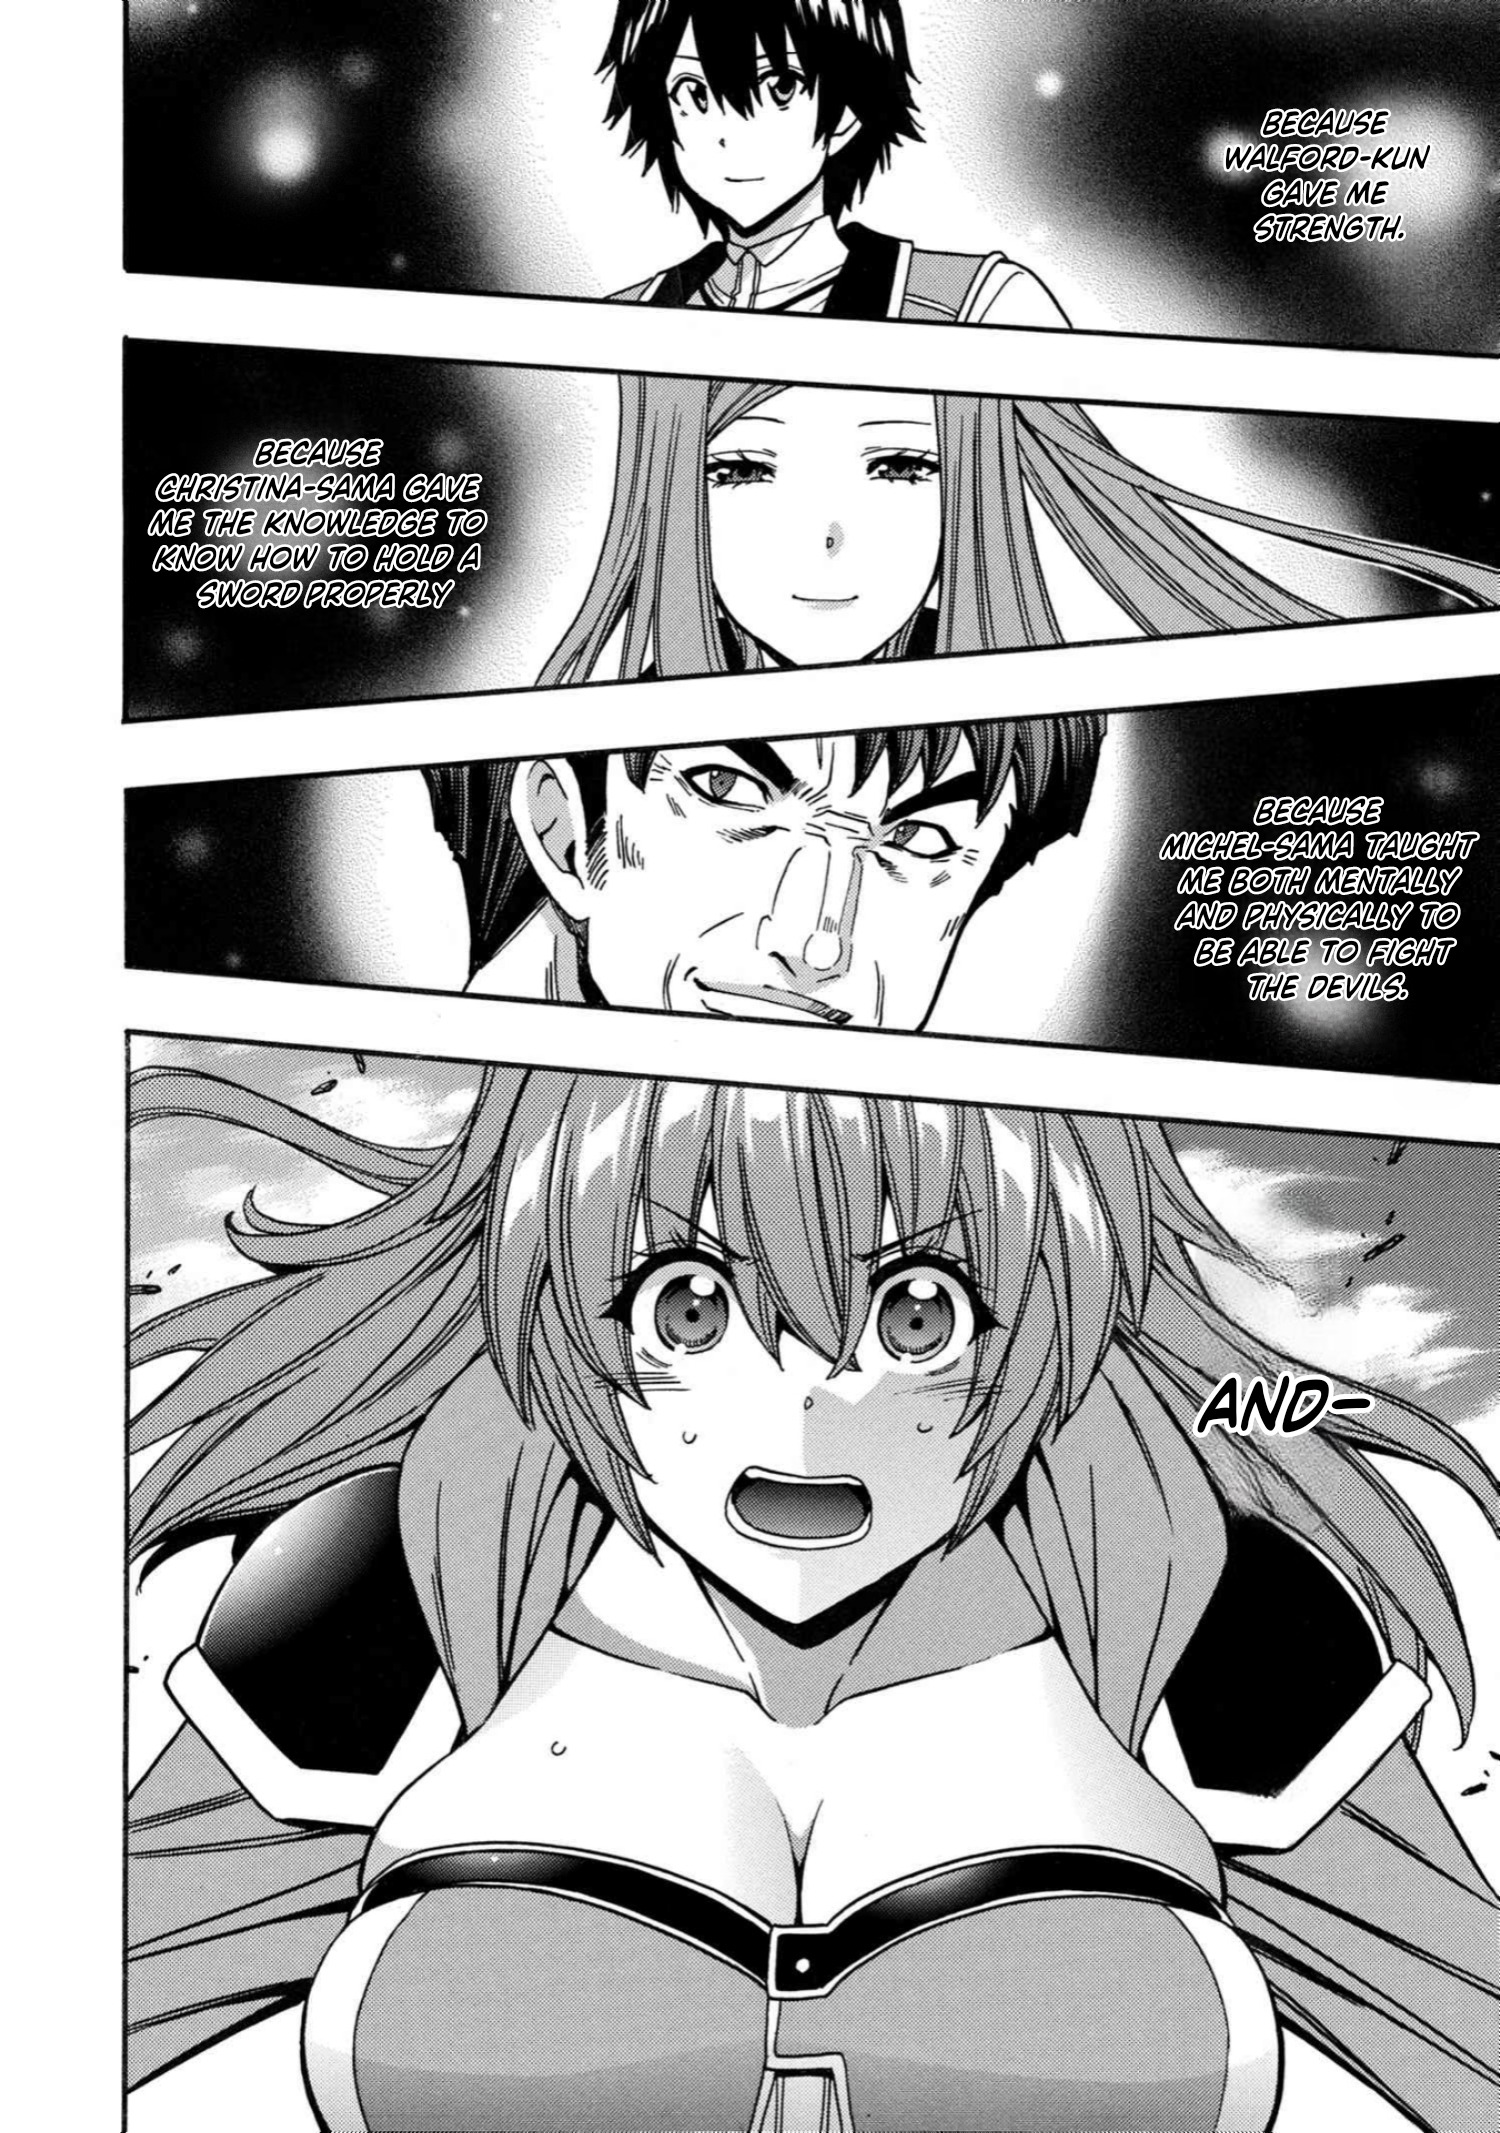 BECAUSE
WALFORD-KUN
GAVE ME
STRENGTH.
BECAUSE
CHRISTINA-SAMA GAVE
ME THE KNOWLEDGE TO
KNOW HOW TO HOLD A
SWORD PROPERLY
BECAUSE
MICHEL-SAMA TAUGHT
ME BOTH MENTALLY
AND PHYSICALLY TO
BE ABLE TO FIGHT
THE DEVILS.
AND-